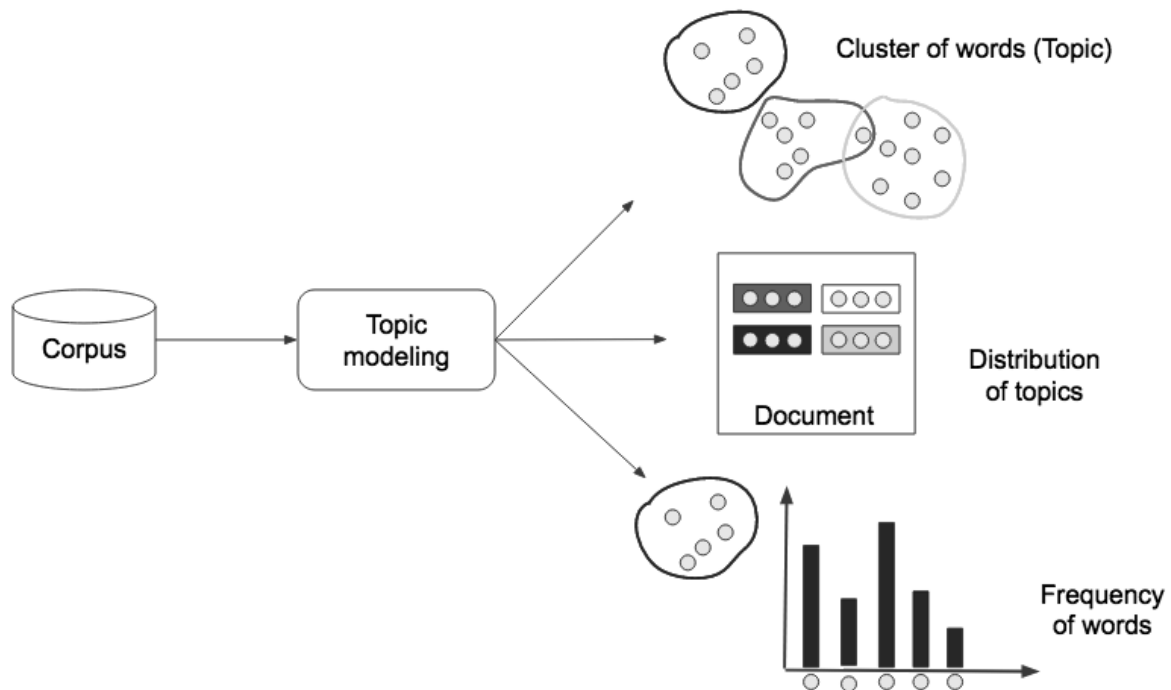 Cluster of words (Topic)
Corpus
Topic
modeling
Document
Distribution
of topics
Frequency
of words